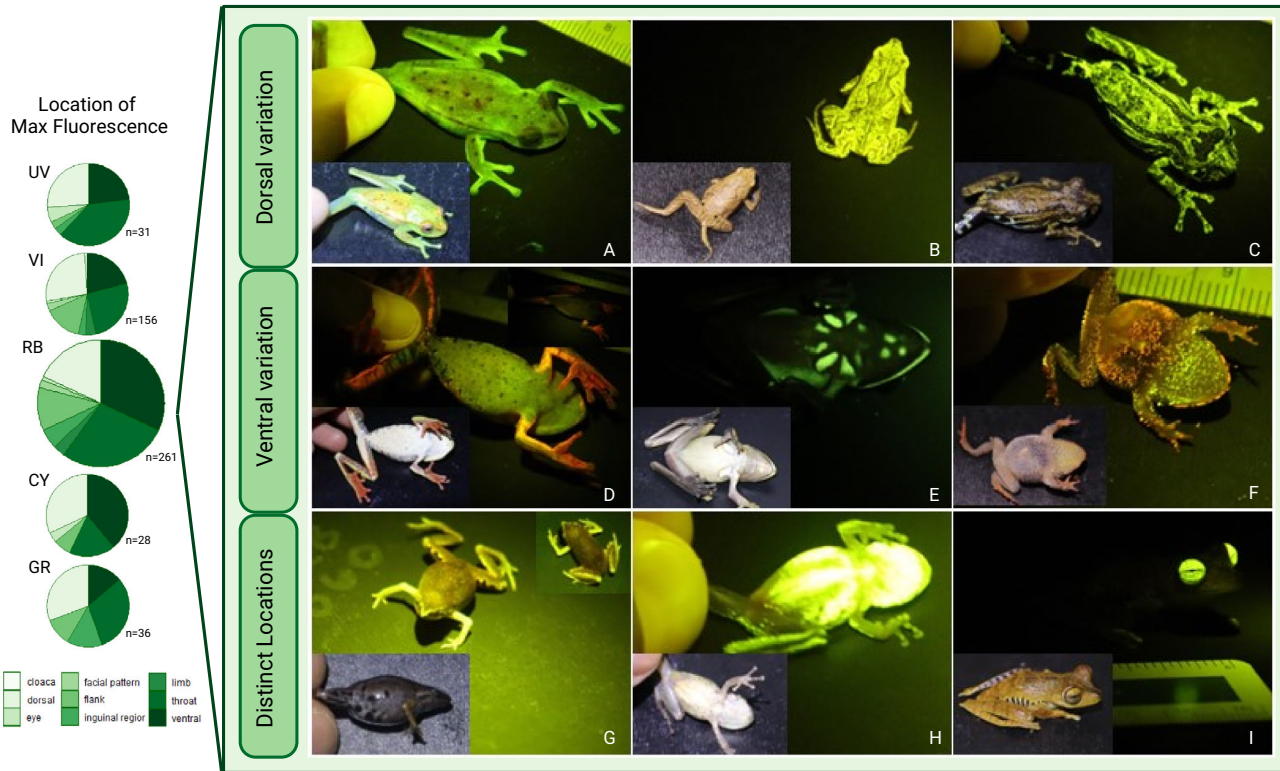 Location of
Max Fluorescence
UV
n=31
VI
n=156
RB
n=261
CY
n=28
GR
n=36
cloaca
dorsal
eye
facial pattern
flank
inguinal regior
limb
throat
ventral
Dorsal variation
A
B
C
Ventral variation
D
E
F
Distinct Locations
G
H
I